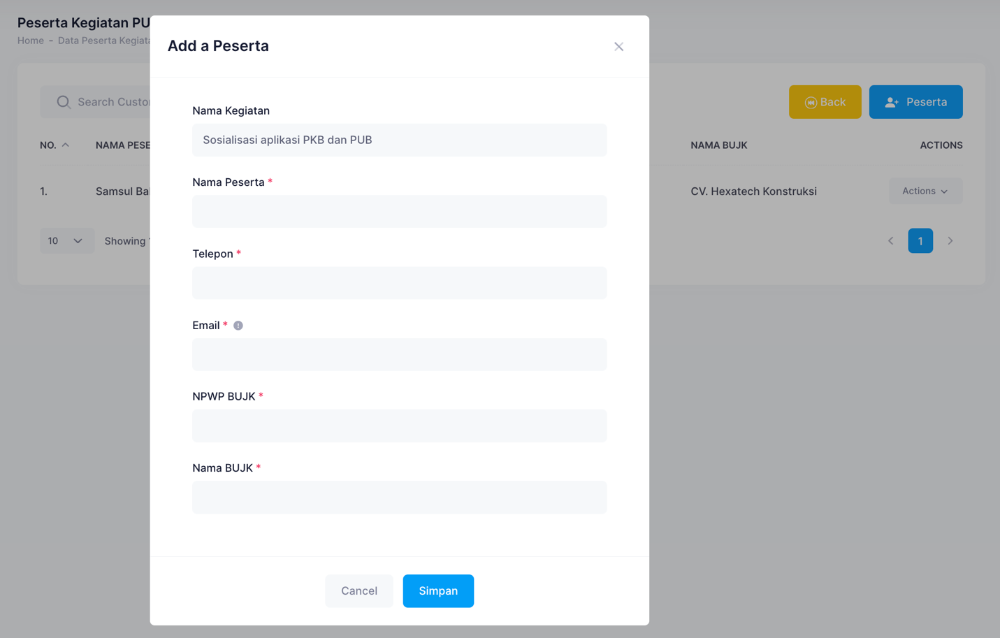 Peserta Kegiatan PU
Home - Data Peserta Kegiata
Search Custo
Back
Peserta
NO. NAMA PESE NAMA BUJK ACTIONS
1. Samsul Ba CV. Hexatech Konstruksi Actions
10 Showing 1
Add a Peserta
Nama Kegiatan
Sosialisasi aplikasi PKB dan PUB
Nama Peserta *
Telepon *
Email *
NPWP BUJK *
Nama BUJK *
Cancel
Simpan